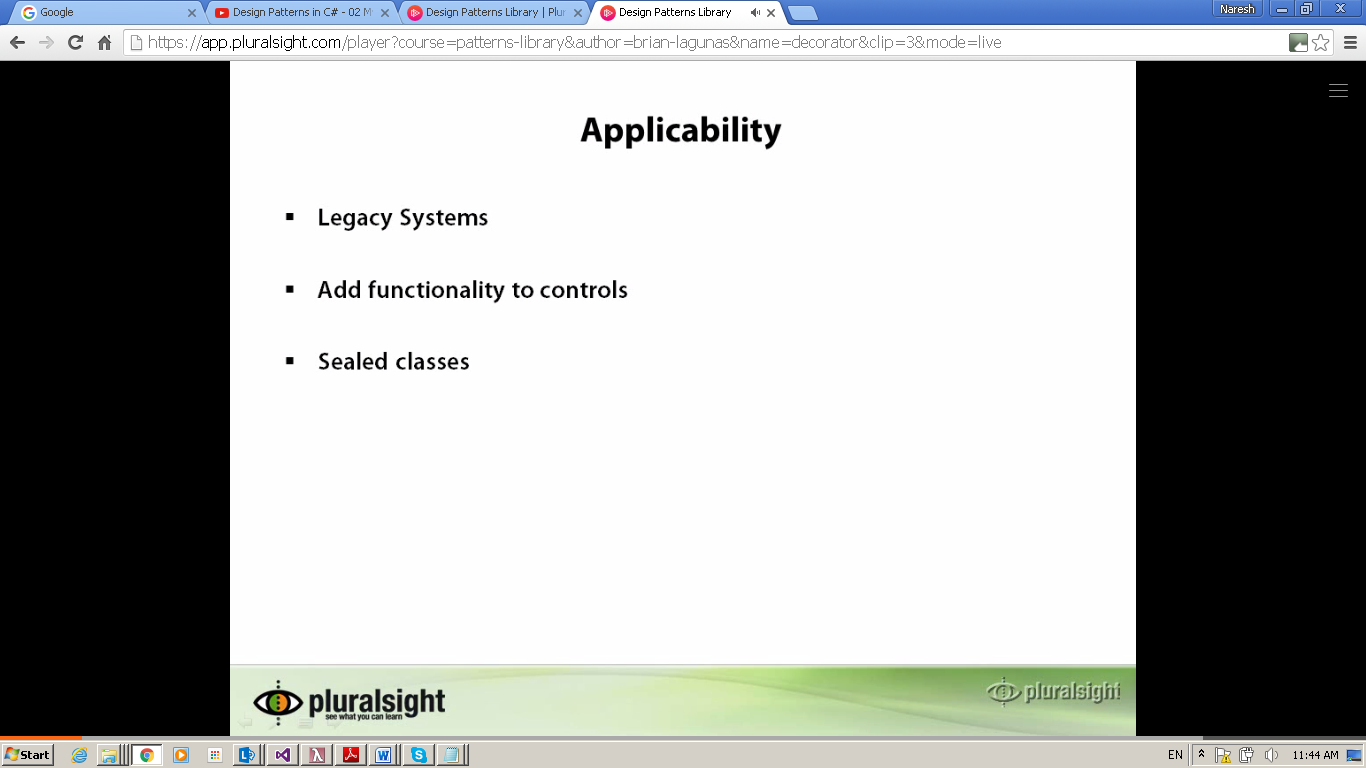 Google
Design Patterns in C# - 02 M
Design Patterns Library | Plur
Design Patterns Library
Naresh
https://app.pluralsight.com/player?course=patterns-library&author=brian-lagunas&name=decorator&clip=3&mode=live
Applicability
▪ Legacy Systems
▪ Add functionality to controls
▪ Sealed classes
pluralsight
see what you can learn
pluralsight
Start
EN
11:44 AM